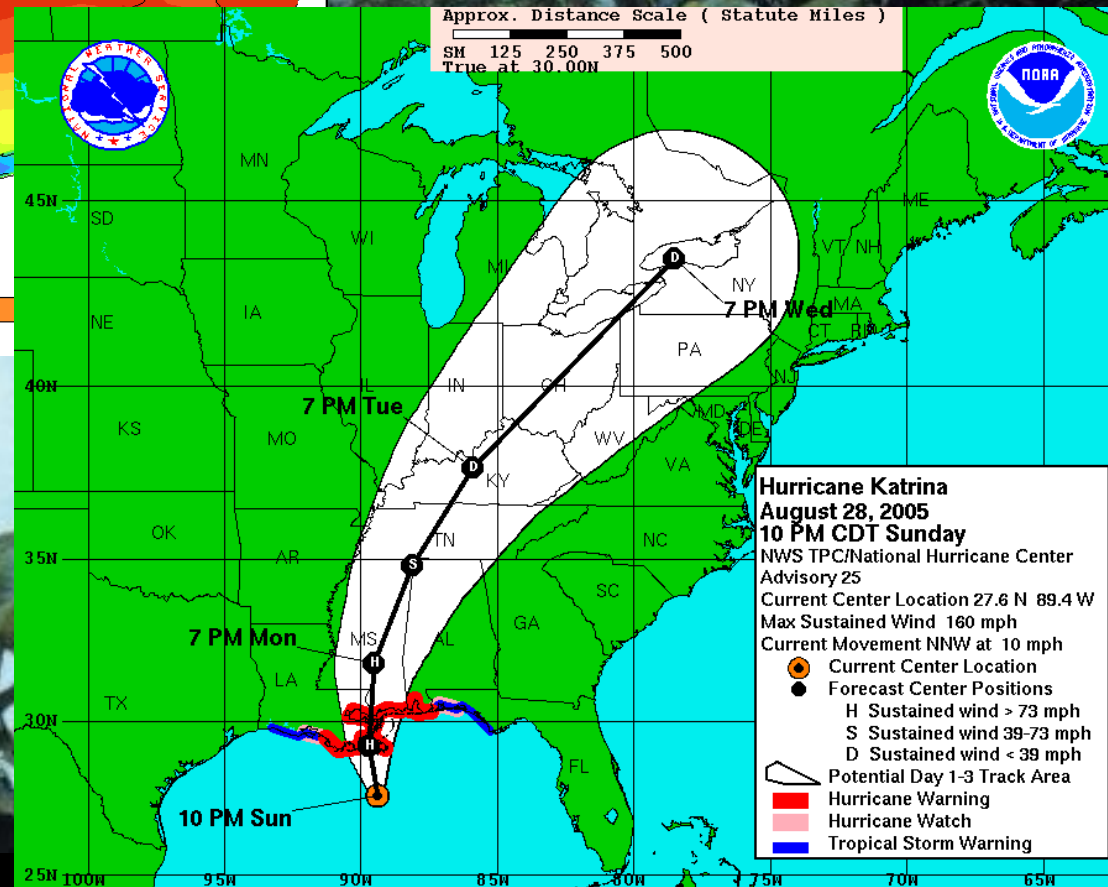 Approx. Distance Scale ( Statute Miles )
SM 125 250 375 500
True at 30.00N
NATIONAL WEATHER SERVICE
NOAA
MN
ME
45N
SD
WI
VT NH
MI
NY
7 PM Wed
MA
NE
IA
CT RI
PA
NJ
40N
IL
IN
OH
7 PM Tue
MD
DE
KS
MO
WV
VA
KY
OK
TN
NC
35N
AR
SC
GA
7 PM Mon
MS
AL
LA
TX
30N
FL
10 PM Sun
25N
100W 95W 90W 85W 80W 75W 70W 65W
Hurricane Katrina
August 28, 2005
10 PM CDT Sunday
NWS TPC/National Hurricane Center
Advisory 25
Current Center Location 27.6 N 89.4 W
Max Sustained Wind 160 mph
Current Movement NNW at 10 mph
Current Center Location
Forecast Center Positions
H Sustained wind > 73 mph
S Sustained wind 39-73 mph
D Sustained wind < 39 mph
Potential Day 1-3 Track Area
Hurricane Warning
Hurricane Watch
Tropical Storm Warning
D
D
S
H
H